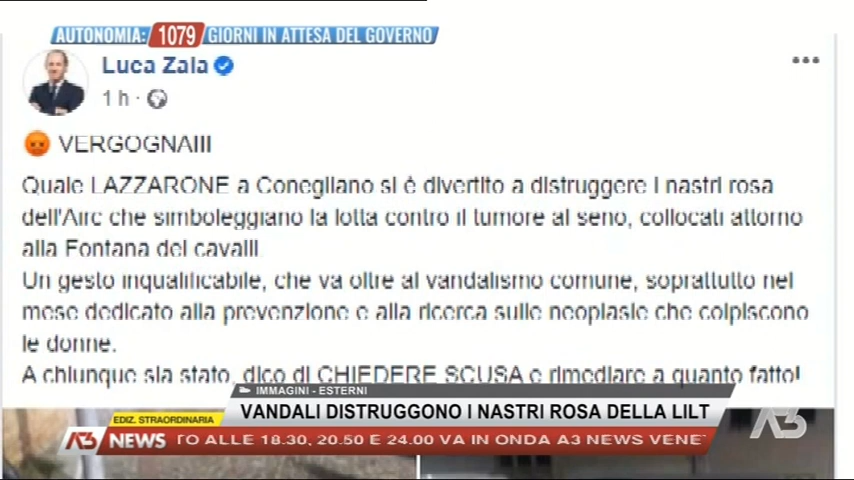 AUTONOMIA: 1079 GIORNI IN ATTESA DEL GOVERNO
Luca Zaia
1 h ·
VERGOGNA!!!
Quale LAZZARONE a Conegliano si è divertito a distruggere i nastri rosa
dell'Airc che simboleggiano la lotta contro il tumore al seno, collocati attorno
alla Fontana dei cavalli.
Un gesto inqualificabile, che va oltre al vandalismo comune, soprattutto nel
mese dedicato alla prevenzione e alla ricerca sulle neoplasie che colpiscono
le donne.
A chiunque sia stato, dico di CHIEDERE SCUSA e rimediare a quanto fatto!
IMMAGINI - ESTERNI
EDIZ. STRAORDINARIA
VANDALI DISTRUGGONO I NASTRI ROSA DELLA LILT
A3 NEWS
TO ALLE 18.30, 20.50 E 24.00 VA IN ONDA A3 NEWS VENET
A3